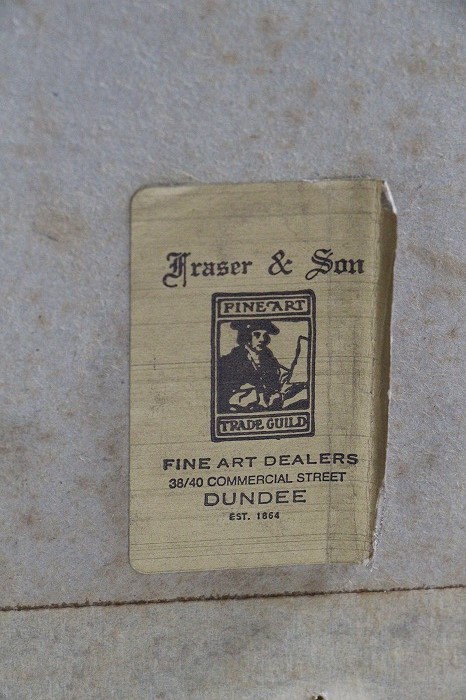 Fraser & Son
FINE ART
TRADE GUILD
FINE ART DEALERS
38/40 COMMERCIAL STREET
DUNDEE
EST. 1864